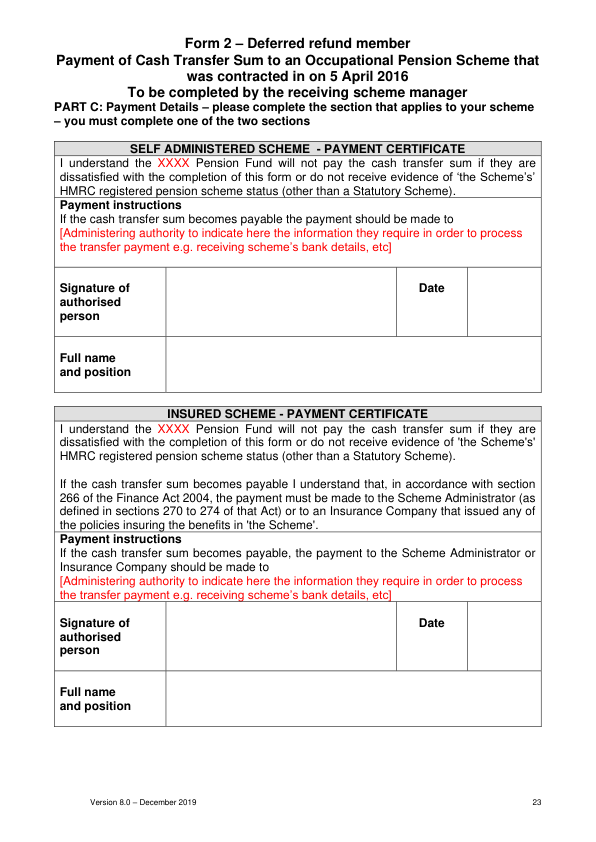 Form 2 – Deferred refund member
Payment of Cash Transfer Sum to an Occupational Pension Scheme that
was contracted in on 5 April 2016
To be completed by the receiving scheme manager
PART C: Payment Details – please complete the section that applies to your scheme
– you must complete one of the two sections
SELF ADMINISTERED SCHEME - PAYMENT CERTIFICATE
I understand the XXXX Pension Fund will not pay the cash transfer sum if they are
dissatisfied with the completion of this form or do not receive evidence of ‘the Scheme’s’
HMRC registered pension scheme status (other than a Statutory Scheme).
Payment instructions
If the cash transfer sum becomes payable the payment should be made to
[Administering authority to indicate here the information they require in order to process
the transfer payment e.g. receiving scheme’s bank details, etc]
Signature of
authorised
person
Date
Full name
and position
INSURED SCHEME - PAYMENT CERTIFICATE
I understand the XXXX Pension Fund will not pay the cash transfer sum if they are
dissatisfied with the completion of this form or do not receive evidence of 'the Scheme's'
HMRC registered pension scheme status (other than a Statutory Scheme).
If the cash transfer sum becomes payable I understand that, in accordance with section
266 of the Finance Act 2004, the payment must be made to the Scheme Administrator (as
defined in sections 270 to 274 of that Act) or to an Insurance Company that issued any of
the policies insuring the benefits in 'the Scheme'.
Payment instructions
If the cash transfer sum becomes payable, the payment to the Scheme Administrator or
Insurance Company should be made to
[Administering authority to indicate here the information they require in order to process
the transfer payment e.g. receiving scheme’s bank details, etc]
Signature of
authorised
person
Date
Full name
and position
Version 8.0 – December 2019
23